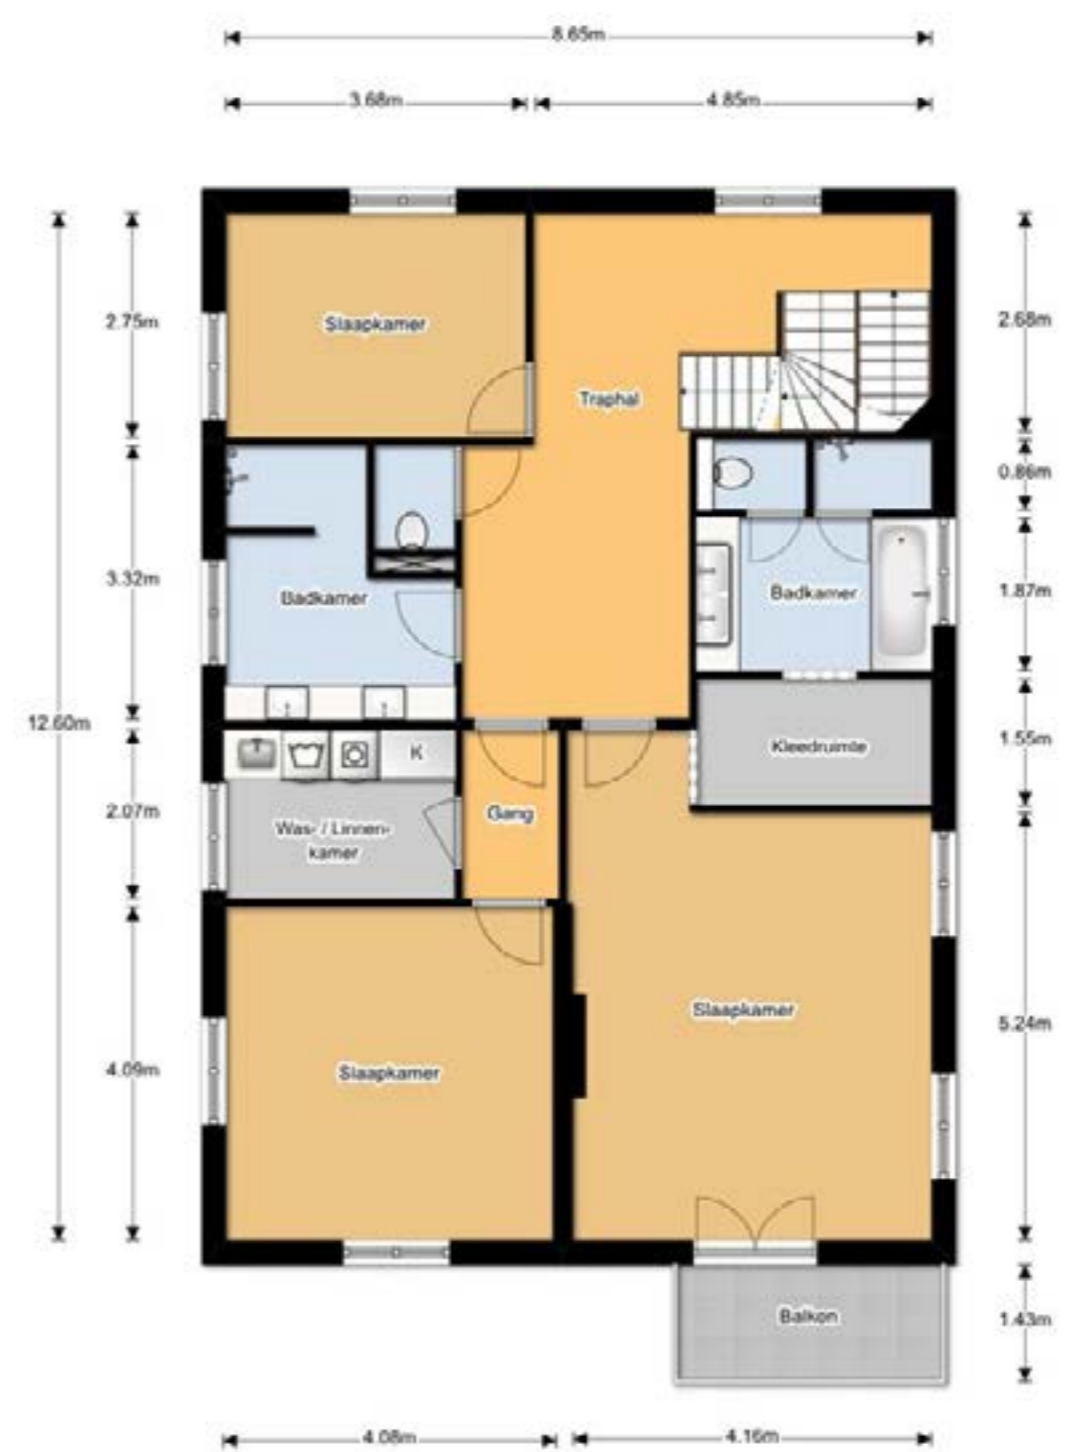 8.65m
3.68m
4.85m
2.75m
Slaapkamer
2.68m
Traphal
0.86m
3.32m
Badkamer
Badkamer
1.87m
12.60m
K
Kleedruimte
1.55m
2.07m
Was- / Linnen-
kamer
Gang
Slaapkamer
5.24m
4.09m
Slaapkamer
Balkon
1.43m
4.08m
4.16m